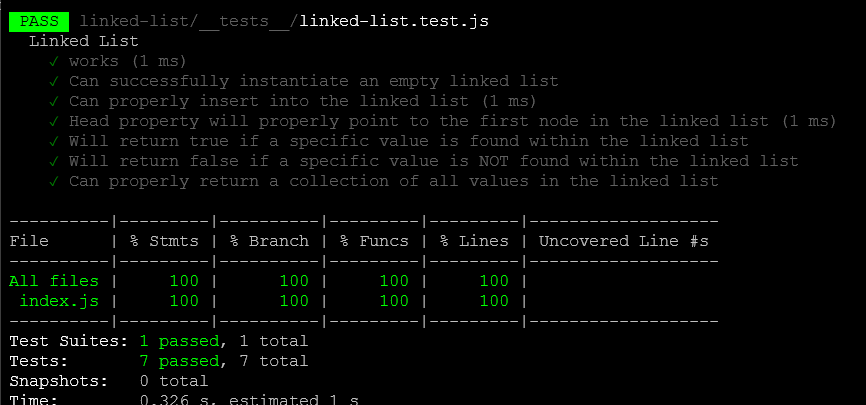 PASS linked-list/__tests__/linked-list.test.js
Linked List
✓ works (1 ms)
✓ Can successfully instantiate an empty linked list
✓ Can properly insert into the linked list (1 ms)
✓ Head property will properly point to the first node in the linked list (1 ms)
✓ Will return true if a specific value is found within the linked list
✓ Will return false if a specific value is NOT found within the linked list
✓ Can properly return a collection of all values in the linked list
----------|---------|----------|---------|---------|-------------------
File      | % Stmts | % Branch | % Funcs | % Lines | Uncovered Line #s
----------|---------|----------|---------|---------|-------------------
All files |     100 |      100 |     100 |     100 |
 index.js |     100 |      100 |     100 |     100 |
----------|---------|----------|---------|---------|-------------------
Test Suites: 1 passed, 1 total
Tests:       7 passed, 7 total
Snapshots:   0 total
Time:        0.326 s, estimated 1 s